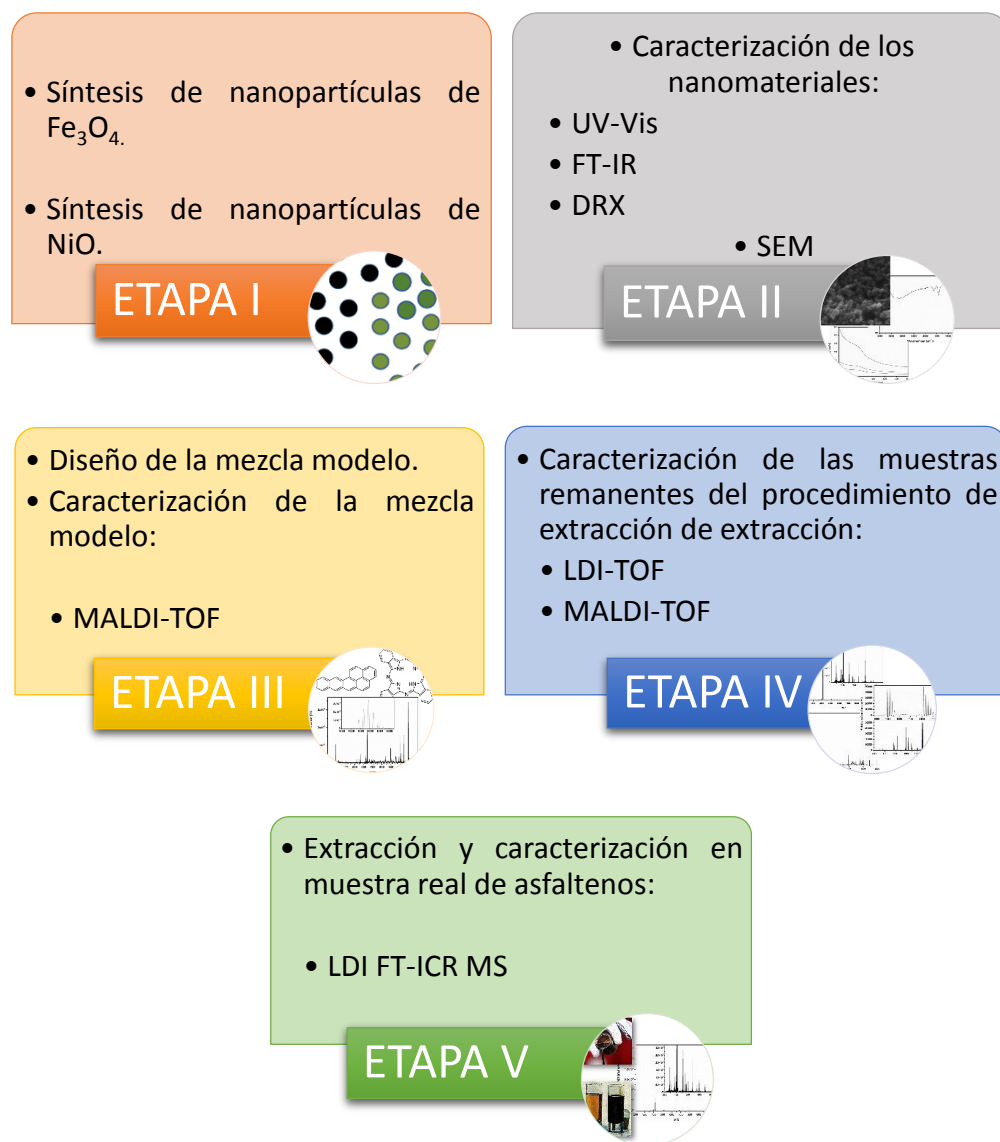 • Síntesis de nanopartículas de
Fe₃O₄.
• Síntesis de nanopartículas de
NiO.
ETAPA I
• Caracterización de los
nanomateriales:
• UV-Vis
• FT-IR
• DRX
• SEM
ETAPA II
• Diseño de la mezcla modelo.
• Caracterización de la mezcla
modelo:
• MALDI-TOF
ETAPA III
• Caracterización de las muestras
remanentes del procedimiento de
extracción de extracción:
• LDI-TOF
• MALDI-TOF
ETAPA IV
• Extracción y caracterización en
muestra real de asfaltenos:
• LDI FT-ICR MS
ETAPA V